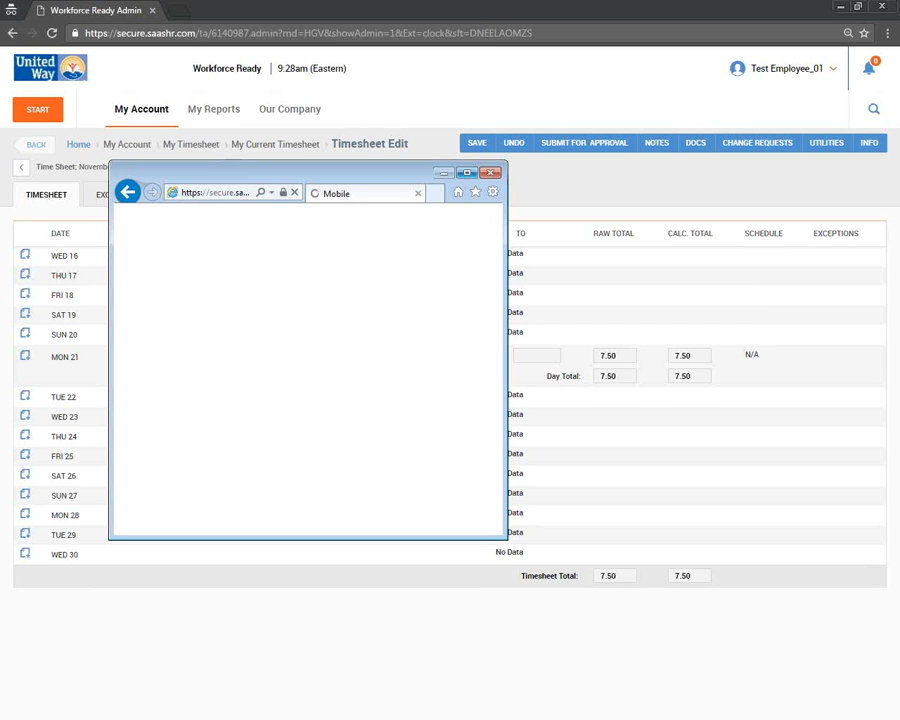 Workforce Ready Admin
https://secure.saashr.com/ta/6140987.admin?rnd=HGV&showAdmin=1&Ext=clock&sft=DNEELAOMZS
United Way
Workforce Ready 9:28am (Eastern)
Test Employee_01
0
START My Account My Reports Our Company
BACK Home My Account My Timesheet My Current Timesheet Timesheet Edit
SAVE UNDO SUBMIT FOR APPROVAL NOTES DOCS CHANGE REQUESTS UTILITIES INFO
Time Sheet: Novembe
https://secure.sa... Mobile
TIMESHEET EXC
DATE TO RAW TOTAL CALC. TOTAL SCHEDULE EXCEPTIONS
WED 16 Data
THU 17 Data
FRI 18 Data
SAT 19 Data
SUN 20 Data
MON 21 7.50 7.50 N/A
Day Total: 7.50 7.50
TUE 22 Data
WED 23 Data
THU 24 Data
FRI 25 Data
SAT 26 Data
SUN 27 Data
MON 28 Data
TUE 29 Data
WED 30 No Data
Timesheet Total: 7.50 7.50